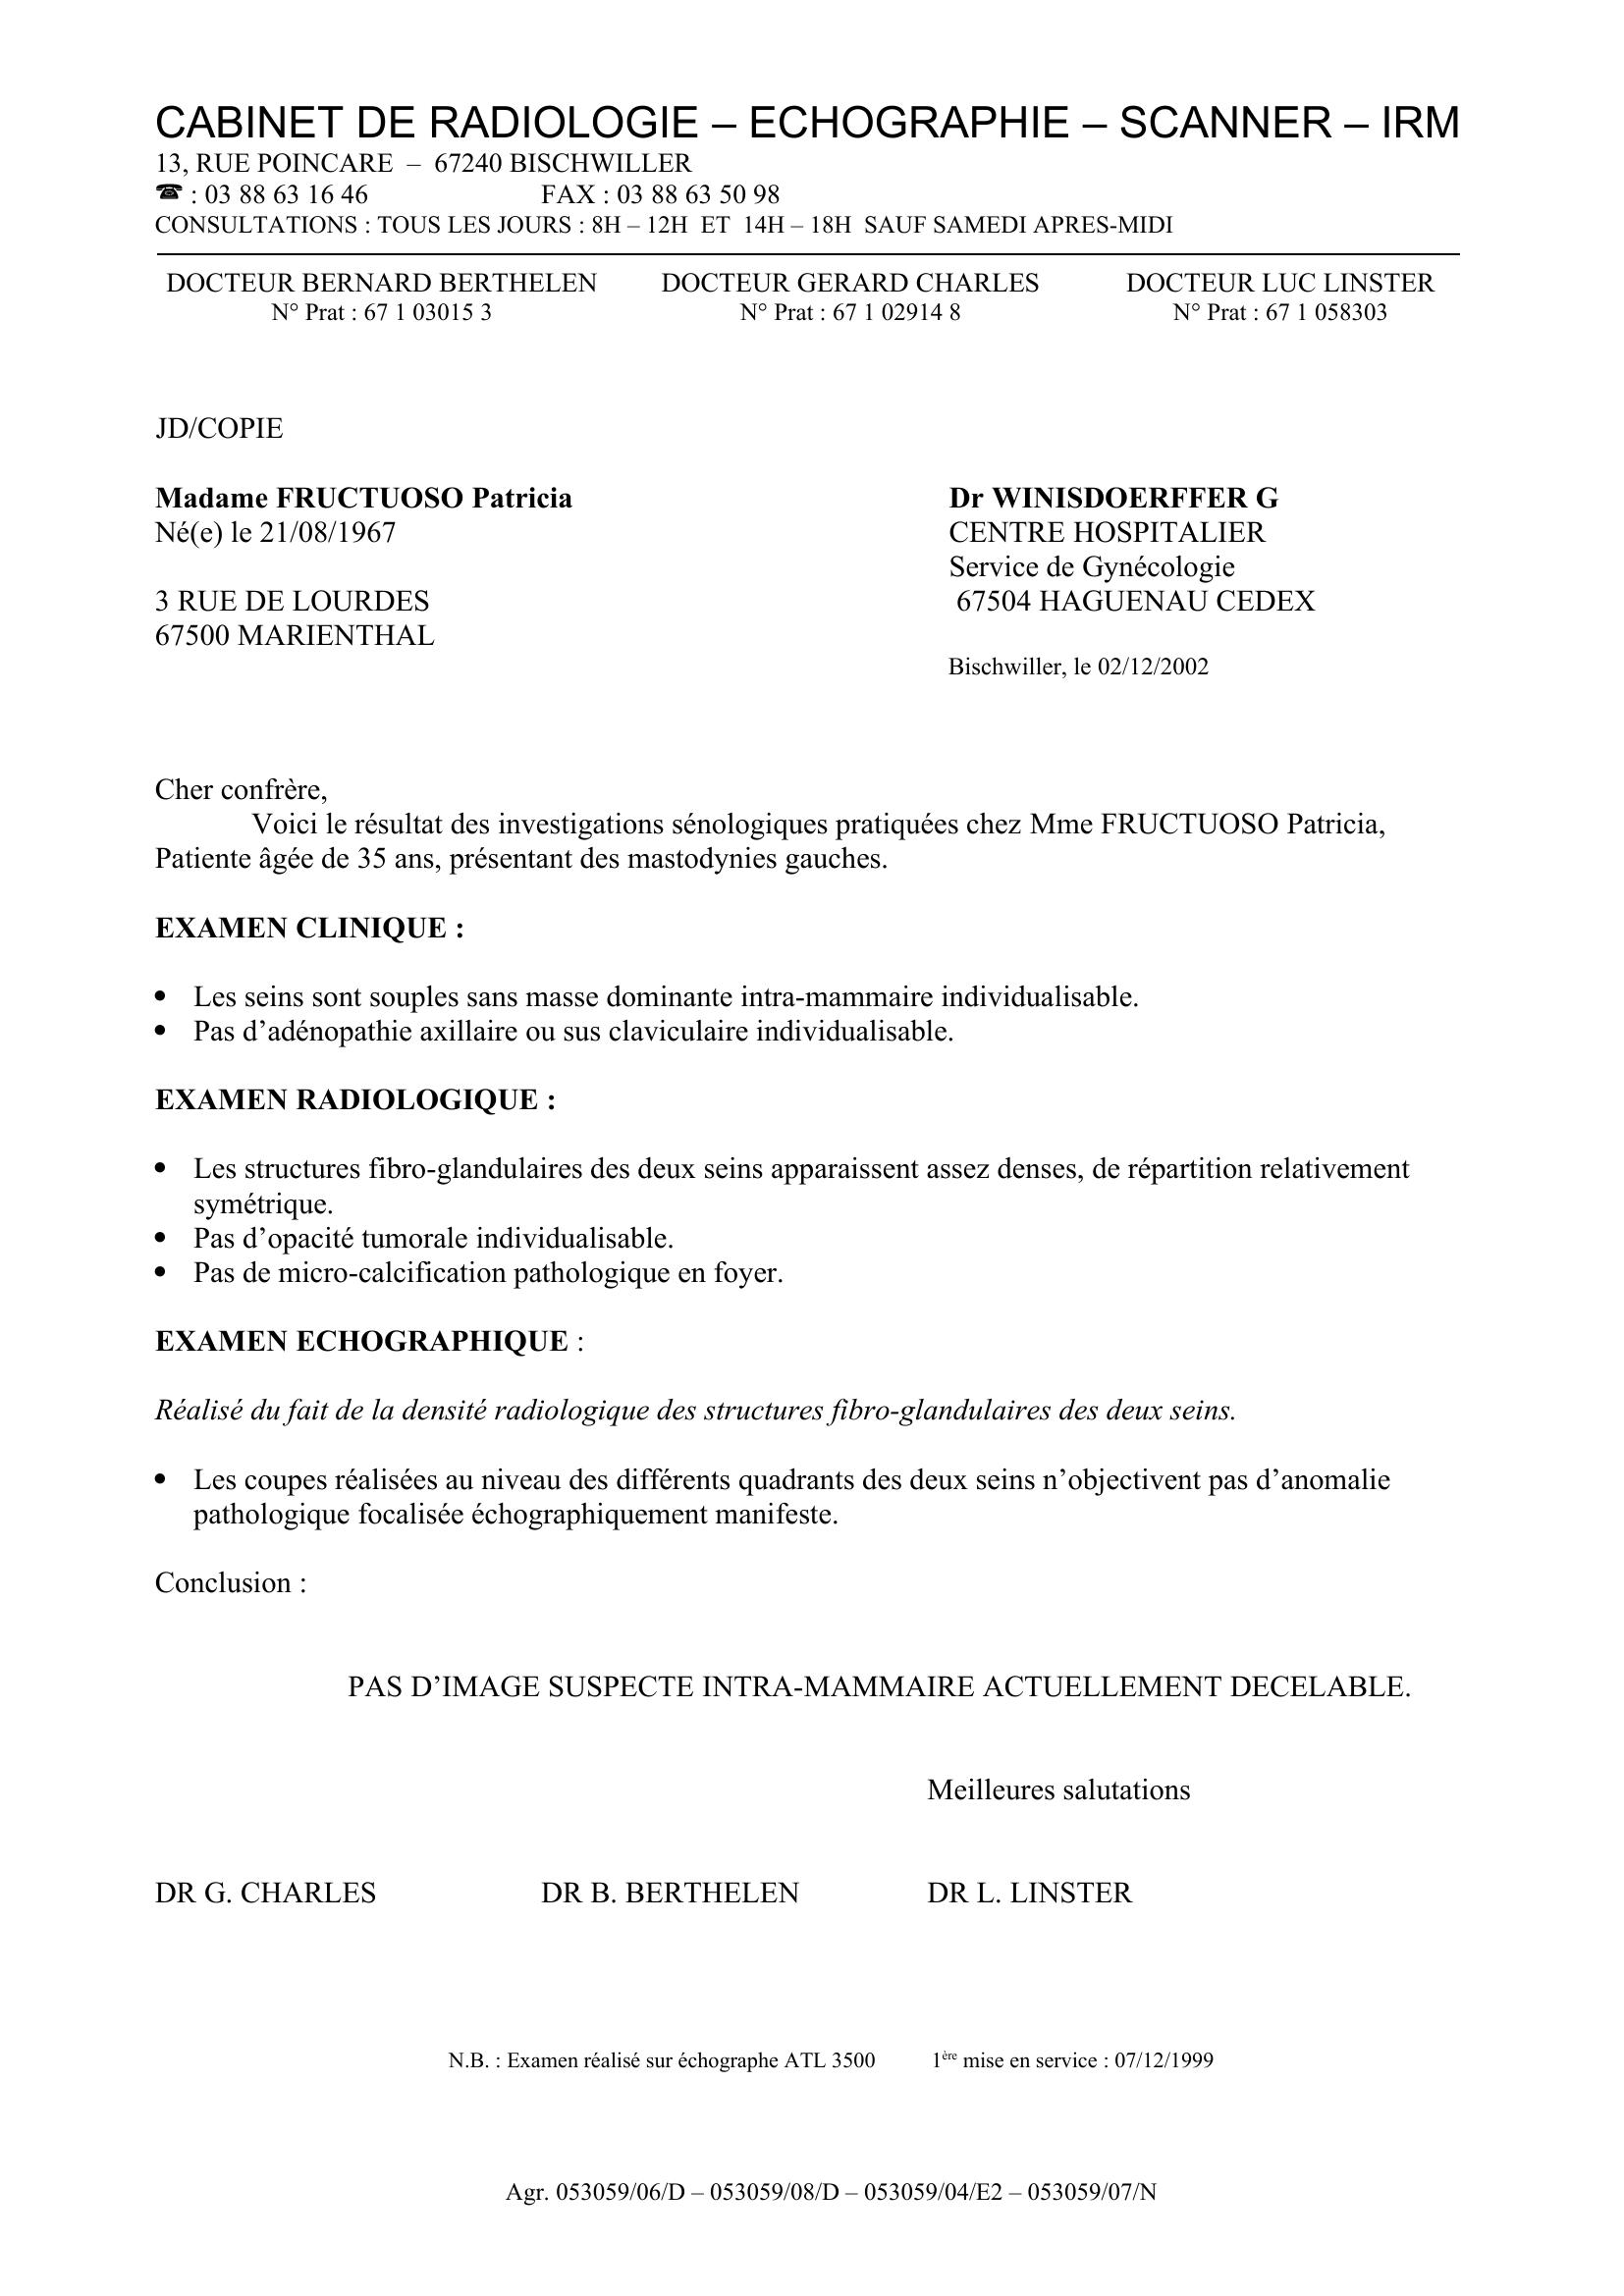 CABINET DE RADIOLOGIE – ECHOGRAPHIE – SCANNER – IRM
13, RUE POINCARE – 67240 BISCHWILLER
☎ : 03 88 63 16 46 FAX : 03 88 63 50 98
CONSULTATIONS : TOUS LES JOURS : 8H – 12H ET 14H – 18H SAUF SAMEDI APRES-MIDI
DOCTEUR BERNARD BERTHELEN DOCTEUR GERARD CHARLES DOCTEUR LUC LINSTER
N° Prat : 67 1 03015 3 N° Prat : 67 1 02914 8 N° Prat : 67 1 058303
JD/COPIE
Madame FRUCTUOSO Patricia Dr WINISDOERFFER G
Né(e) le 21/08/1967 CENTRE HOSPITALIER
Service de Gynécologie
3 RUE DE LOURDES 67504 HAGUENAU CEDEX
67500 MARIENTHAL
Bischwiller, le 02/12/2002
Cher confrère,
Voici le résultat des investigations sénologiques pratiquées chez Mme FRUCTUOSO Patricia,
Patiente âgée de 35 ans, présentant des mastodynies gauches.
EXAMEN CLINIQUE :
• Les seins sont souples sans masse dominante intra-mammaire individualisable.
• Pas d’adénopathie axillaire ou sus claviculaire individualisable.
EXAMEN RADIOLOGIQUE :
• Les structures fibro-glandulaires des deux seins apparaissent assez denses, de répartition relativement
symétrique.
• Pas d’opacité tumorale individualisable.
• Pas de micro-calcification pathologique en foyer.
EXAMEN ECHOGRAPHIQUE :
Réalisé du fait de la densité radiologique des structures fibro-glandulaires des deux seins.
• Les coupes réalisées au niveau des différents quadrants des deux seins n’objectivent pas d’anomalie
pathologique focalisée échographiquement manifeste.
Conclusion :
PAS D’IMAGE SUSPECTE INTRA-MAMMAIRE ACTUELLEMENT DECELABLE.
Meilleures salutations
DR G. CHARLES DR B. BERTHELEN DR L. LINSTER
N.B. : Examen réalisé sur échographe ATL 3500 1ère mise en service : 07/12/1999
Agr. 053059/06/D – 053059/08/D – 053059/04/E2 – 053059/07/N